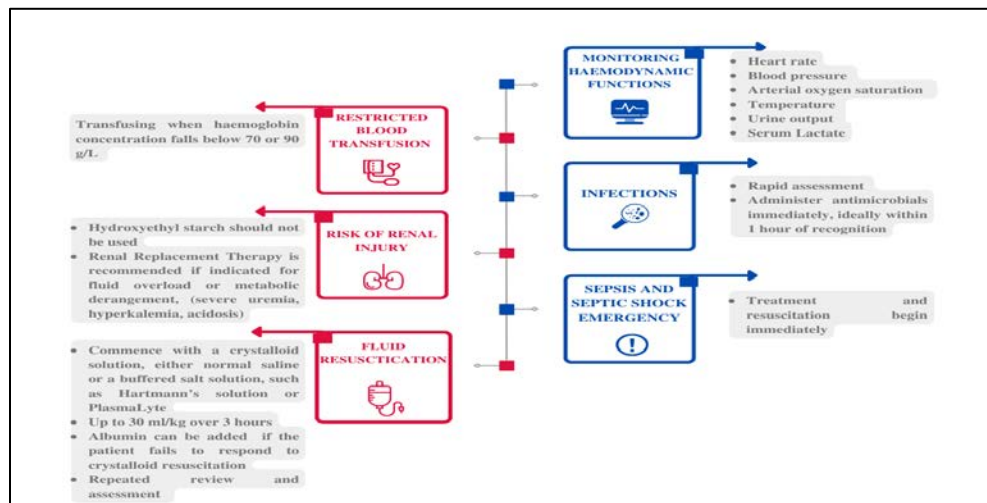 MONITORING
HAEMODYNAMIC
FUNCTIONS
• Heart rate
• Blood pressure
• Arterial oxygen saturation
• Temperature
• Urine output
• Serum Lactate
RESTRICTED
BLOOD
TRANSFUSION
Transfusing when haemoglobin
concentration falls below 70 or 90
g/L
INFECTIONS
• Rapid assessment
• Administer antimicrobials
immediately, ideally within
1 hour of recognition
RISK OF RENAL
INJURY
• Hydroxyethyl starch should not
be used
• Renal Replacement Therapy is
recommended if indicated for
fluid overload or metabolic
derangement, (severe uremia,
hyperkalemia, acidosis)
SEPSIS AND
SEPTIC SHOCK
EMERGENCY
• Treatment and
resuscitation begin
immediately
FLUID
RESUSCTICATION
• Commence with a crystalloid
solution, either normal saline
or a buffered salt solution, such
as Hartmann's solution or
PlasmaLyte
• Up to 30 ml/kg over 3 hours
• Albumin can be added if the
patient fails to respond to
crystalloid resuscitation
• Repeated review and
assessment